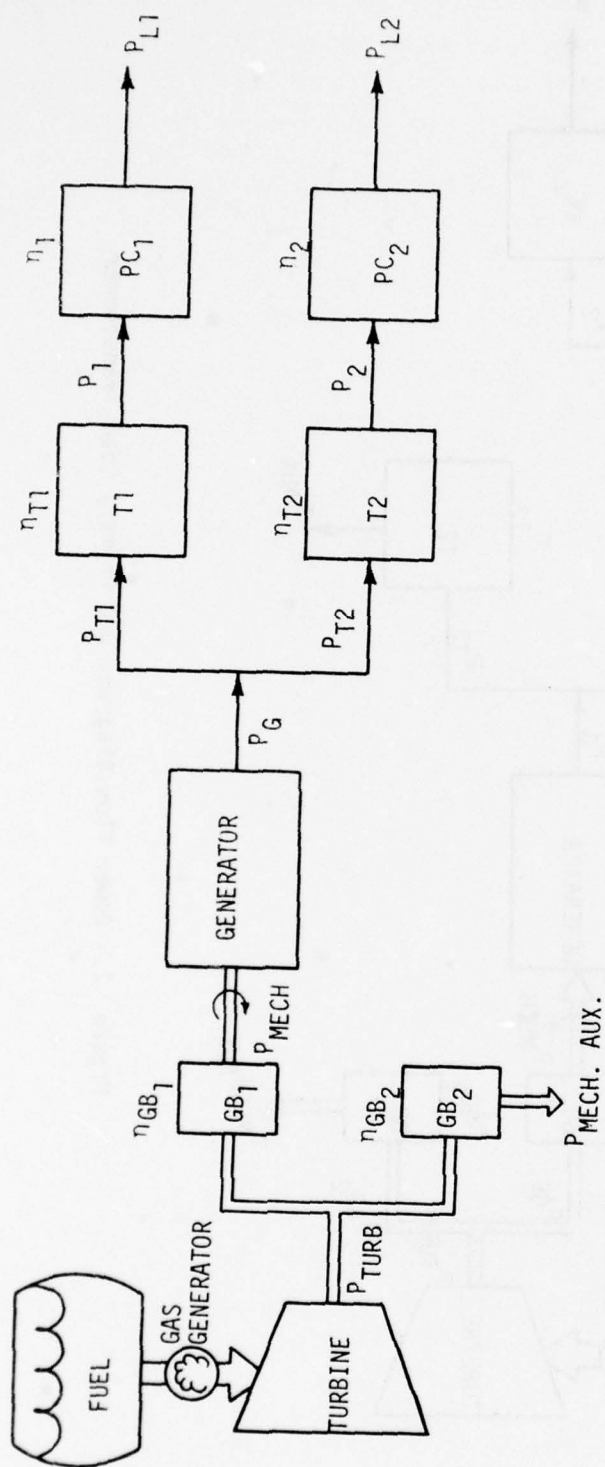 FUEL
GAS
GENERATOR
TURBINE
P_TURB
η_GB1
GB_1
P_MECH
η_GB2
GB_2
P_MECH. AUX.
GENERATOR
P_G
P_T1
η_T1
T1
P_1
η_1
PC_1
P_L1
P_T2
η_T2
T2
P_2
η_2
PC_2
P_L2